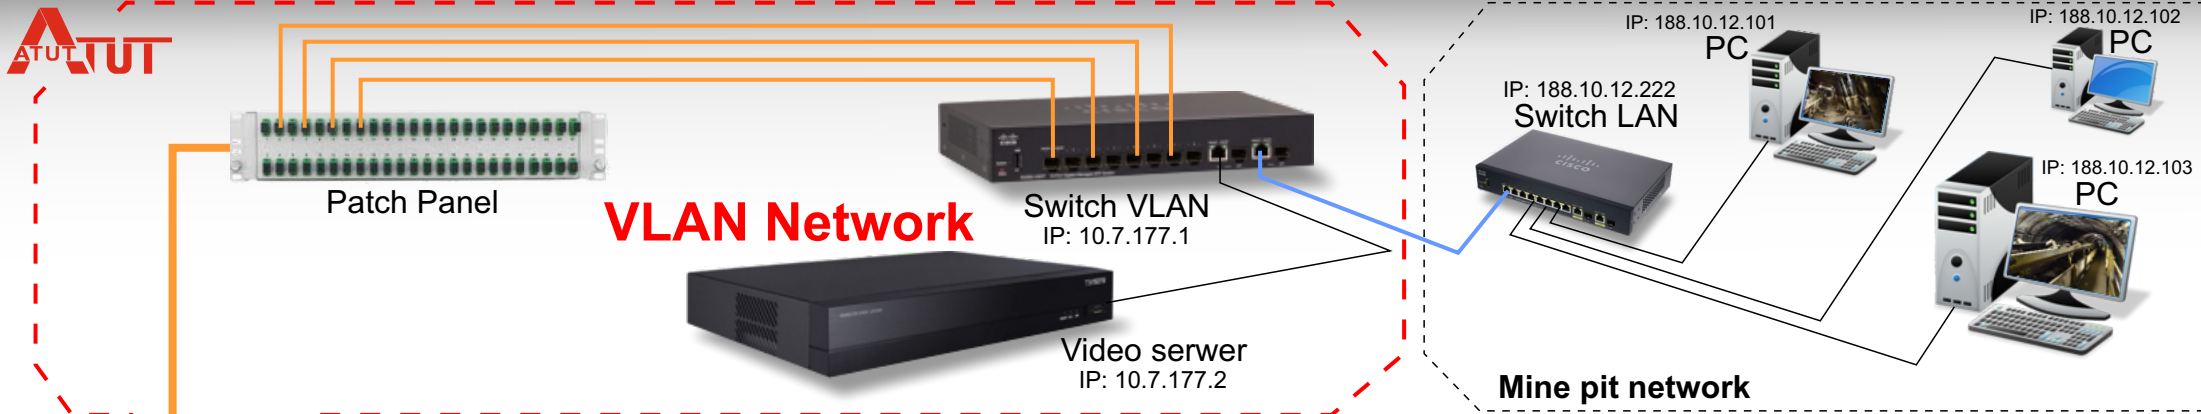 ATUT
TUT
Patch Panel
VLAN Network
Switch VLAN
IP: 10.7.177.1
Video serwer
IP: 10.7.177.2
IP: 188.10.12.222
Switch LAN
CISCO
IP: 188.10.12.101
PC
IP: 188.10.12.102
PC
IP: 188.10.12.103
PC
Mine pit network